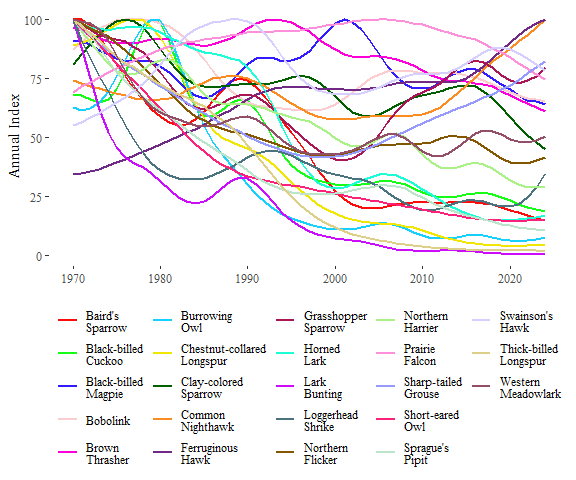 100
75
50
25
0
Annual Index
1970
1980
1990
2000
2010
2020
Baird's
Sparrow
Burrowing
Owl
Grasshopper
Sparrow
Northern
Harrier
Swainson's
Hawk
Black-billed
Cuckoo
Chestnut-collared
Longspur
Horned
Lark
Prairie
Falcon
Thick-billed
Longspur
Black-billed
Magpie
Clay-colored
Sparrow
Lark
Bunting
Sharp-tailed
Grouse
Western
Meadowlark
Bobolink
Common
Nighthawk
Loggerhead
Shrike
Short-eared
Owl
Brown
Thrasher
Ferruginous
Hawk
Northern
Flicker
Sprague's
Pipit